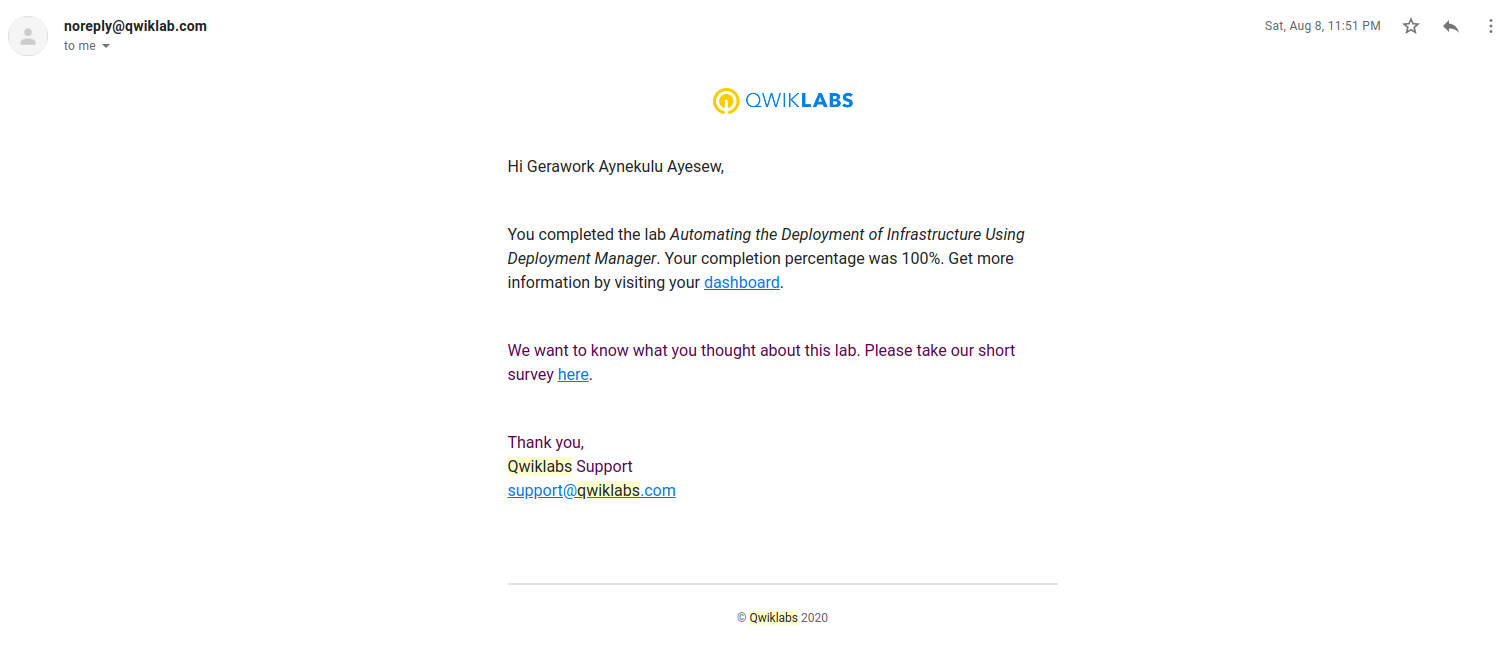 noreply@qwiklab.com
to me
Sat, Aug 8, 11:51 PM
QWIKLABS
Hi Gerawork Aynekulu Ayesew,
You completed the lab Automating the Deployment of Infrastructure Using
Deployment Manager. Your completion percentage was 100%. Get more
information by visiting your dashboard.
We want to know what you thought about this lab. Please take our short
survey here.
Thank you,
Qwiklabs Support
support@qwiklabs.com
© Qwiklabs 2020